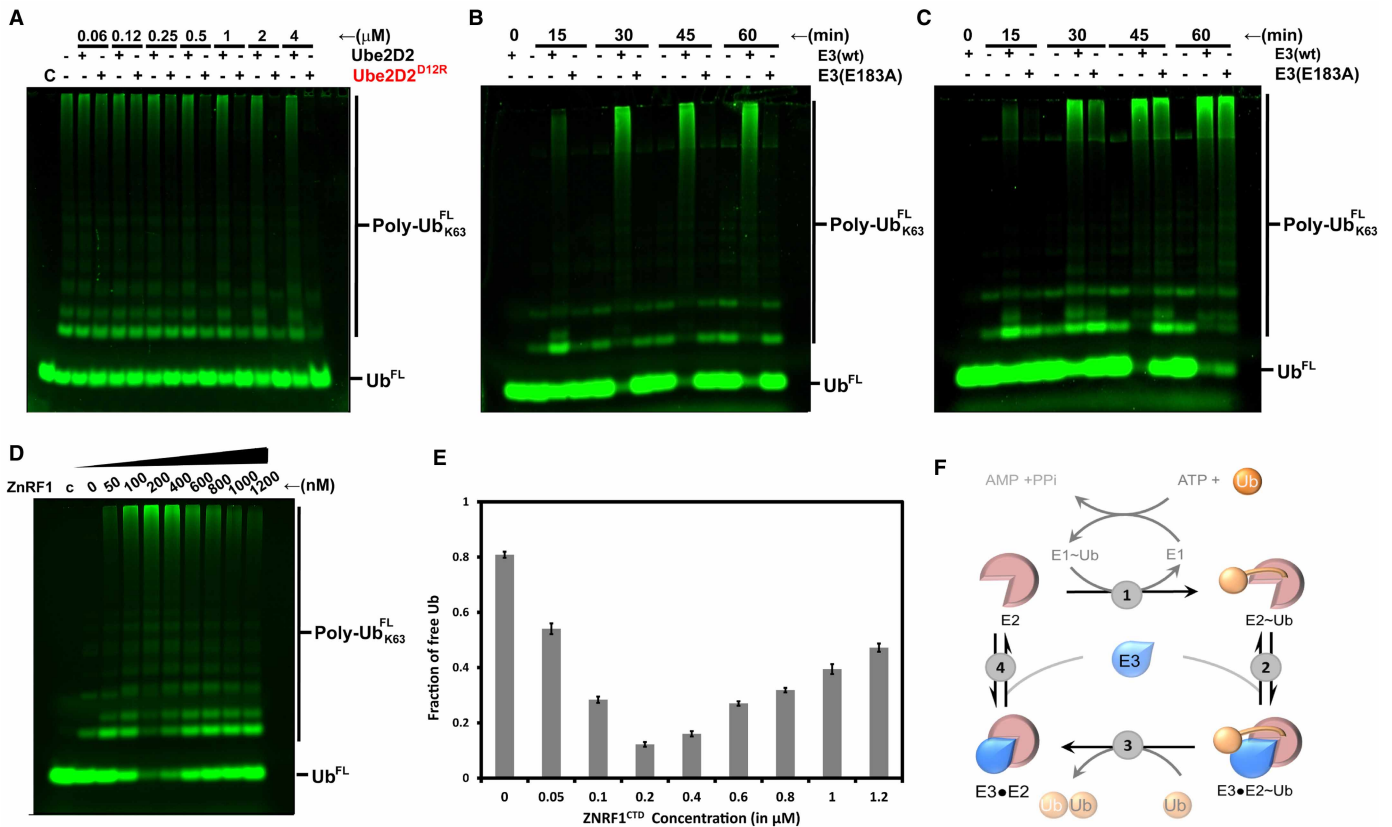 A
0.06 0.12 0.25 0.5 1 2 4 ←(μM)
- + - + - + - + - + - + - + - Ube2D2
C - - + - + - + - + - + - + - + Ube2D2D12R
Poly-UbFLK63
UbFL
B
0 15 30 45 60 ←(min)
+ - + - - + - - + - - + - E3(wt)
- - - + - - + - - + - - + E3(E183A)
Poly-UbFLK63
UbFL
C
0 15 30 45 60 ←(min)
+ - + - - + - - + - - + - E3(wt)
- - - + - - + - - + - - + E3(E183A)
Poly-UbFLK63
UbFL
D
ZnRF1 c 0 50 100 200 400 600 800 1000 1200 ←(nM)
Poly-UbFLK63
UbFL
E
Fraction of free Ub
1
0.8
0.6
0.4
0.2
0
0 0.05 0.1 0.2 0.4 0.6 0.8 1 1.2
ZNRF1CTD Concentration (in μM)
F
AMP +PPi ATP + Ub
E1~Ub E1
1
E2 E2~Ub
4 E3 2
3
E3●E2 Ub Ub Ub E3●E2~Ub